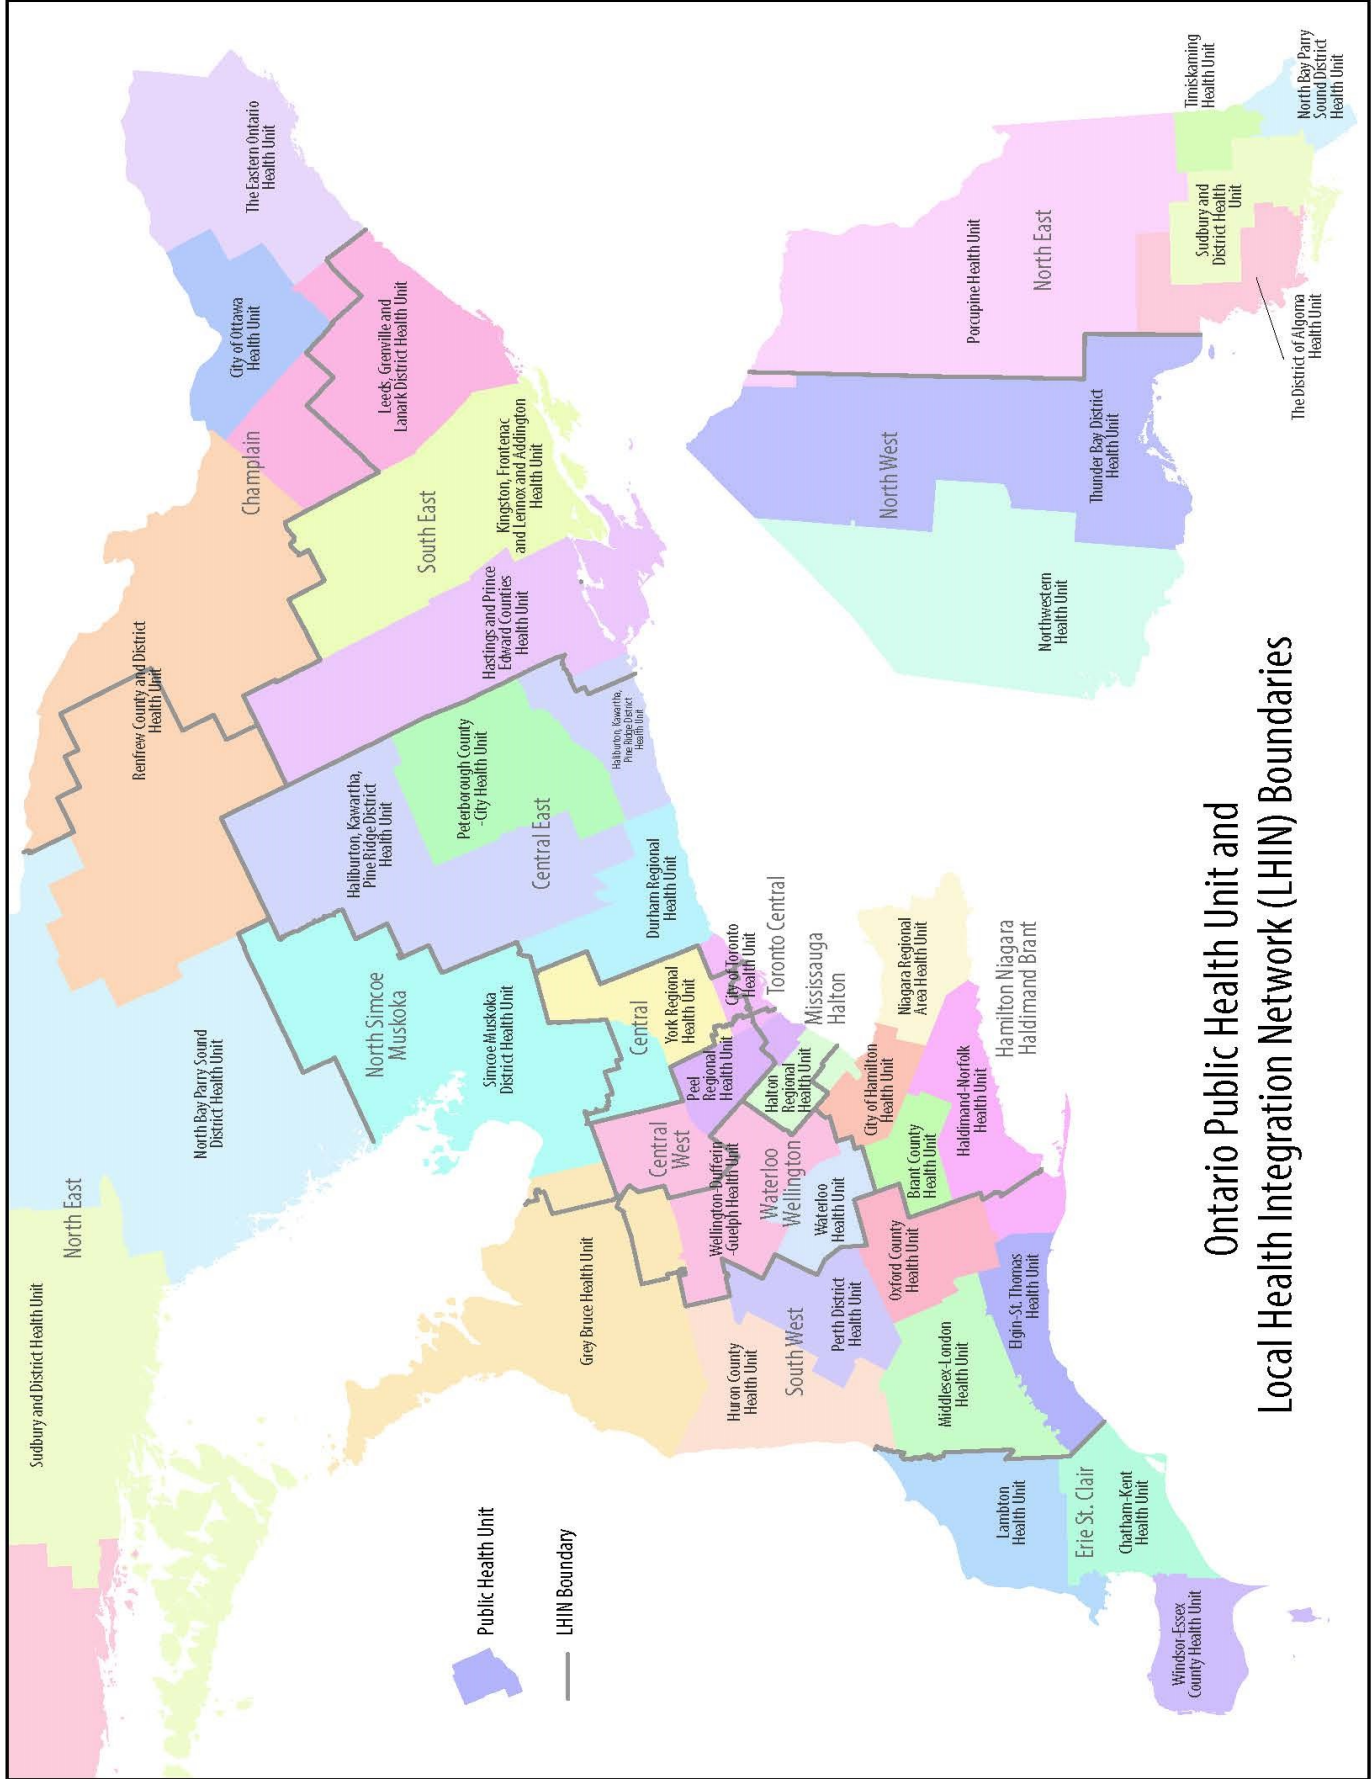 Sudbury and District Health Unit
North East
North Bay Parry Sound
District Health Unit
Renfrew County and District
Health Unit
Champlain
City of Ottawa
Health Unit
The Eastern Ontario
Health Unit
Leeds, Grenville and
Lanark District Health Unit
South East
Kingston, Frontenac
and Lennox and Addington
Health Unit
Hastings and Prince
Edward Counties
Health Unit
Haliburton, Kawartha,
Pine Ridge District
Health Unit
Peterborough County
-City Health Unit
Central East
Haliburton, Kawartha,
Pine Ridge District
Health Unit
North Simcoe
Muskoka
Simcoe Muskoka
District Health Unit
Durham Regional
Health Unit
Central
York Regional
Health Unit
City of Toronto
Health Unit
Toronto Central
Peel
Regional
Health Unit
Mississauga
Halton
Halton
Regional
Health Unit
Central
West
Wellington-Dufferin
-Guelph Health Unit
Waterloo
Wellington
Waterloo
Health Unit
Grey Bruce Health Unit
Huron County
Health Unit
South West
Perth District
Health Unit
City of Hamilton
Health Unit
Niagara Regional
Area Health Unit
Hamilton Niagara
Haldimand Brant
Brant County
Health Unit
Haldimand-Norfolk
Health Unit
Oxford County
Health Unit
Middlesex-London
Health Unit
Elgin-St. Thomas
Health Unit
Lambton
Health Unit
Erie St. Clair
Chatham-Kent
Health Unit
Windsor-Essex
County Health Unit
Public Health Unit
LHIN Boundary
North West
Northwestern
Health Unit
Thunder Bay District
Health Unit
Porcupine Health Unit
North East
Timiskaming
Health Unit
Sudbury and
District Health
Unit
North Bay Parry
Sound District
Health Unit
The District of Algoma
Health Unit
Ontario Public Health Unit and
Local Health Integration Network (LHIN) Boundaries